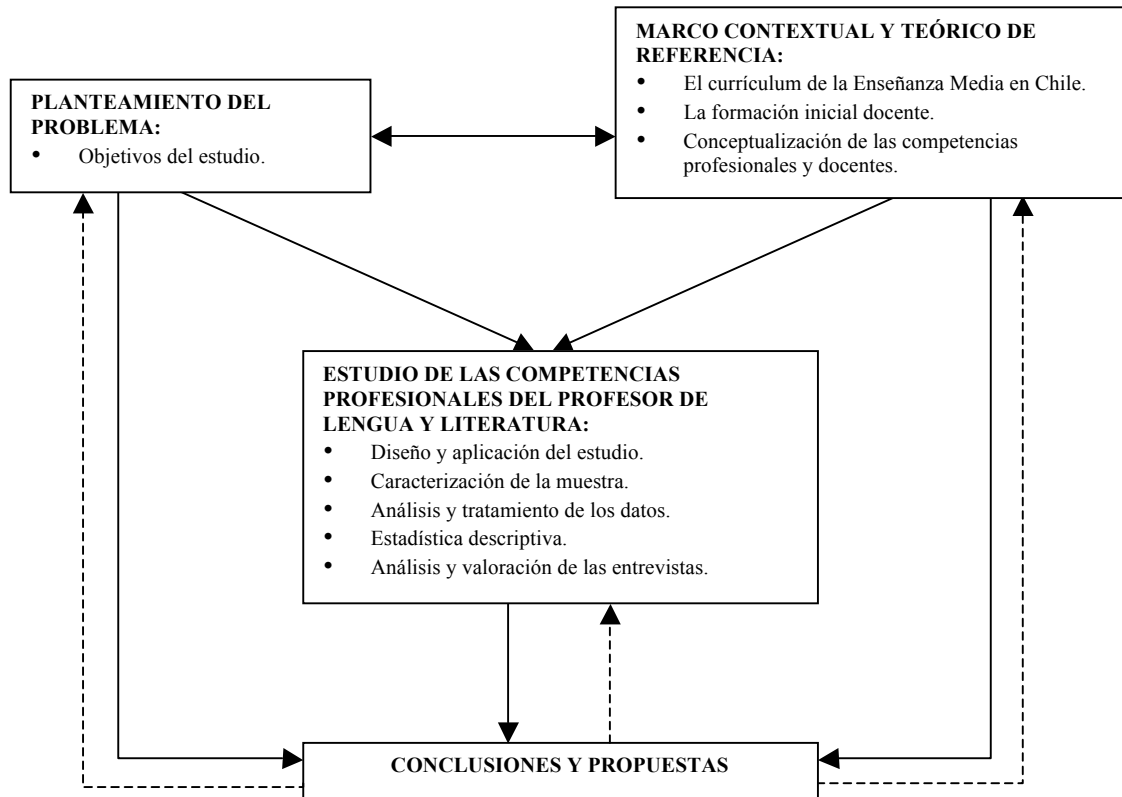 PLANTEAMIENTO DEL
PROBLEMA:
• Objetivos del estudio.
MARCO CONTEXTUAL Y TEÓRICO DE
REFERENCIA:
• El currículum de la Enseñanza Media en Chile.
• La formación inicial docente.
• Conceptualización de las competencias
profesionales y docentes.
ESTUDIO DE LAS COMPETENCIAS
PROFESIONALES DEL PROFESOR DE
LENGUA Y LITERATURA:
• Diseño y aplicación del estudio.
• Caracterización de la muestra.
• Análisis y tratamiento de los datos.
• Estadística descriptiva.
• Análisis y valoración de las entrevistas.
CONCLUSIONES Y PROPUESTAS